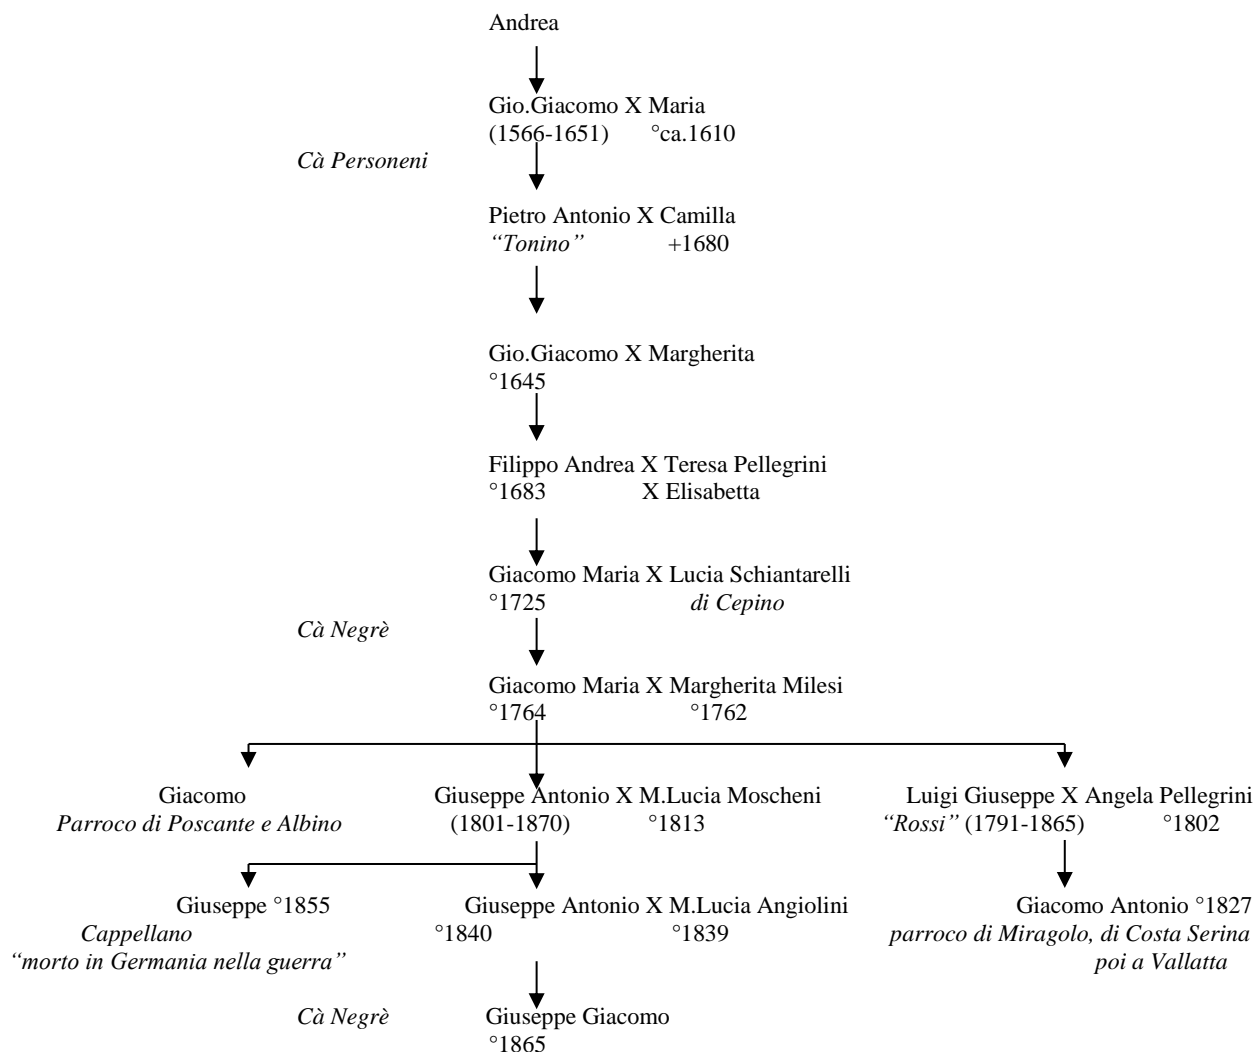 Andrea
Gio.Giacomo X Maria
(1566-1651) °ca.1610
Cà Personeni
Pietro Antonio X Camilla
“Tonino” +1680
Gio.Giacomo X Margherita
°1645
Filippo Andrea X Teresa Pellegrini
°1683 X Elisabetta
Giacomo Maria X Lucia Schiantarelli
°1725 di Cepino
Cà Negrè
Giacomo Maria X Margherita Milesi
°1764 °1762
Giacomo Giuseppe Antonio X M.Lucia Moscheni Luigi Giuseppe X Angela Pellegrini
Parroco di Poscante e Albino (1801-1870) °1813 “Rossi” (1791-1865) °1802
Giuseppe °1855 Giuseppe Antonio X M.Lucia Angiolini Giacomo Antonio °1827
Cappellano °1840 °1839 parroco di Miragolo, di Costa Serina
“morto in Germania nella guerra” poi a Vallatta
Cà Negrè Giuseppe Giacomo
°1865